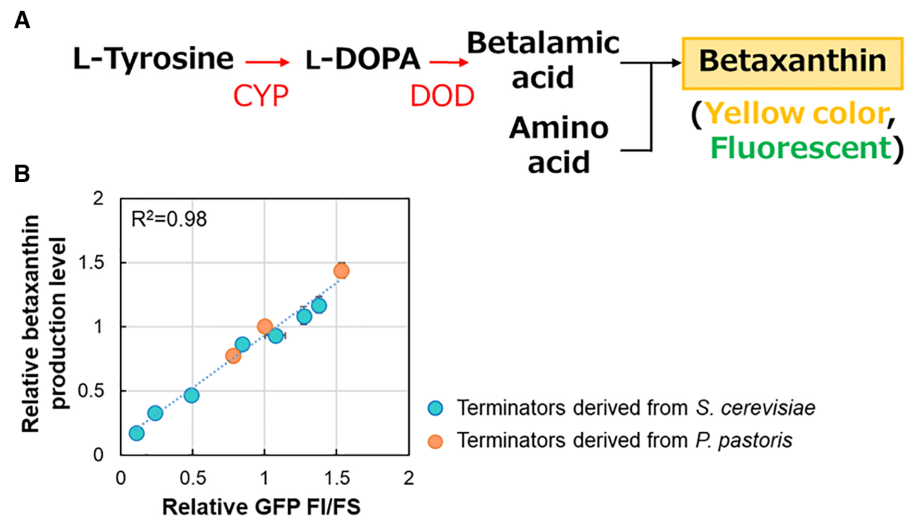 A
L-Tyrosine
CYP
L-DOPA
DOD
Betalamic
acid
Amino
acid
Betaxanthin
(Yellow color,
Fluorescent)
B
Relative betaxanthin
production level
2
1.5
1
0.5
0
R²=0.98
0 0.5 1 1.5 2
Relative GFP FI/FS
Terminators derived from S. cerevisiae
Terminators derived from P. pastoris